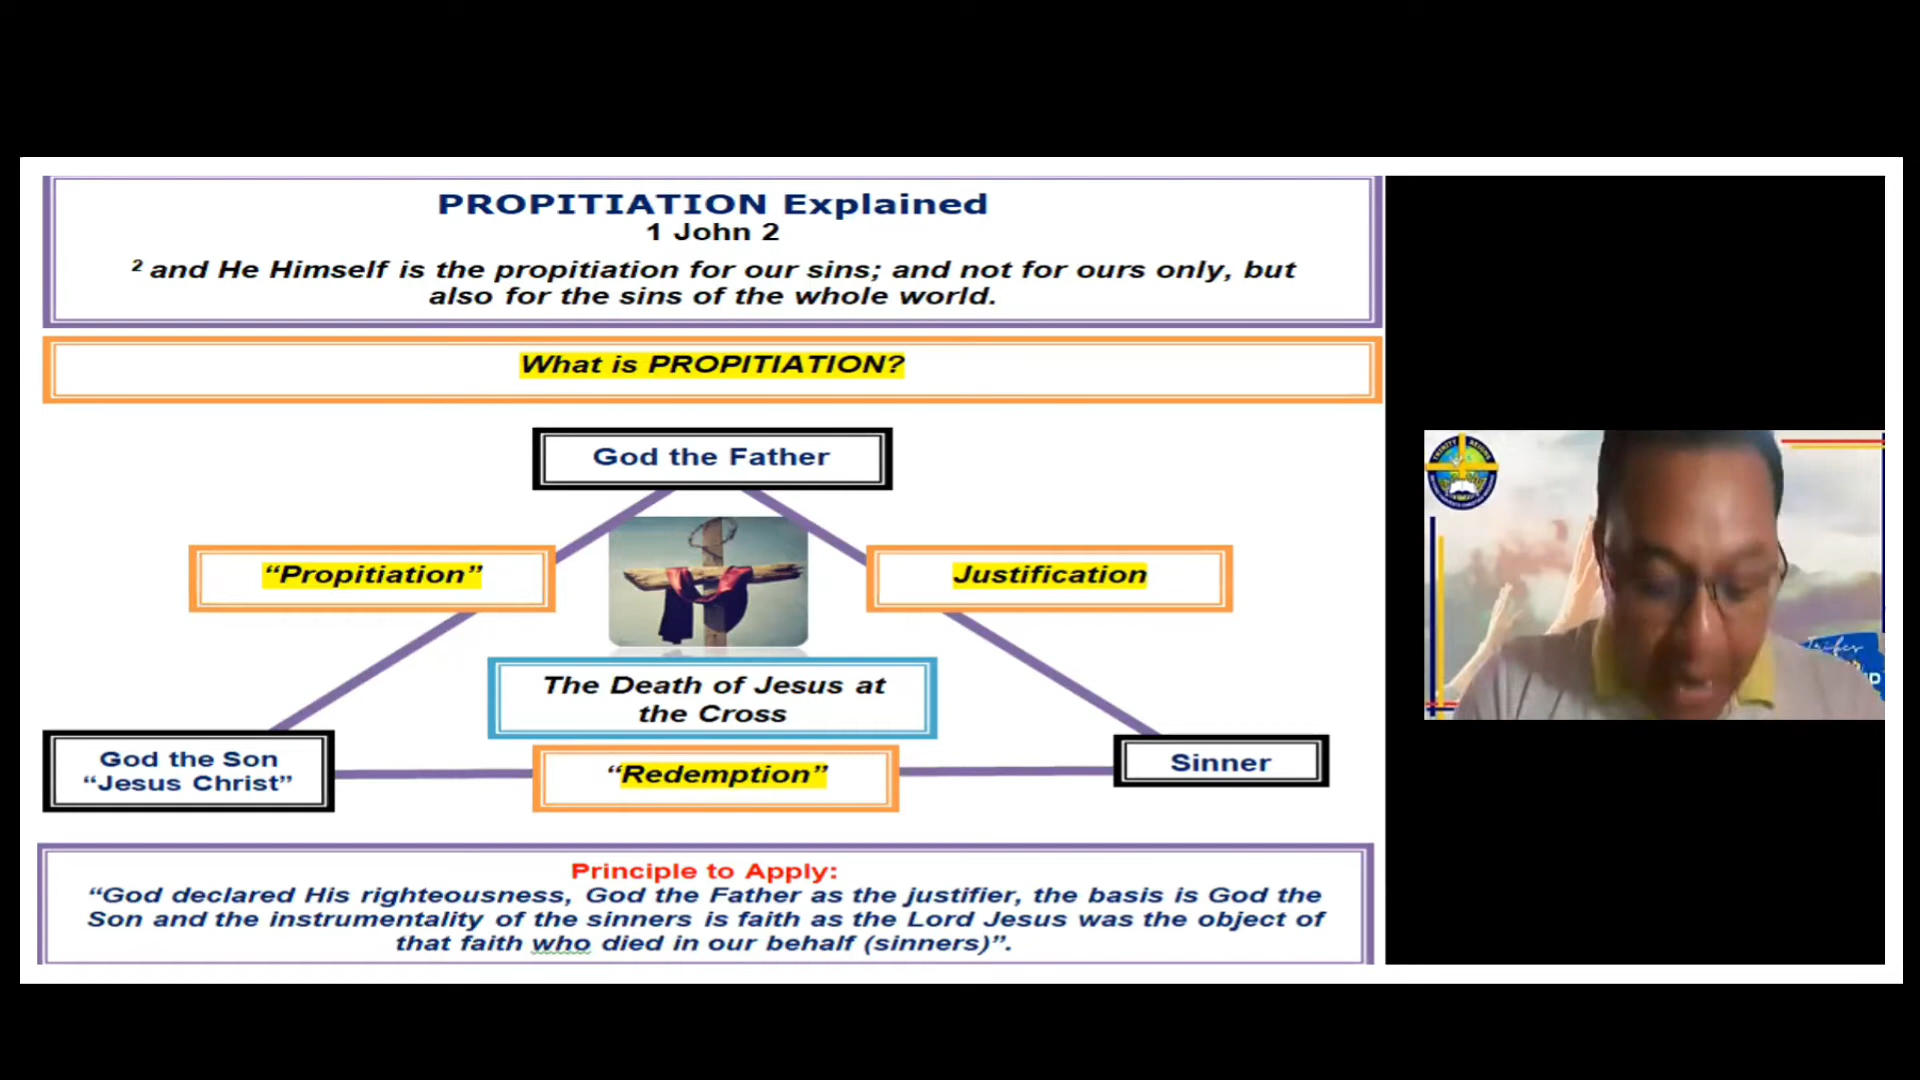 PROPITIATION Explained
1 John 2
2 and He Himself is the propitiation for our sins; and not for ours only, but
also for the sins of the whole world.
What is PROPITIATION?
God the Father
“Propitiation”
Justification
The Death of Jesus at
the Cross
God the Son
“Jesus Christ”
“Redemption”
Sinner
Principle to Apply:
“God declared His righteousness, God the Father as the justifier, the basis is God the
Son and the instrumentality of the sinners is faith as the Lord Jesus was the object of
that faith who died in our behalf (sinners)”.
TRINITY
Tribes